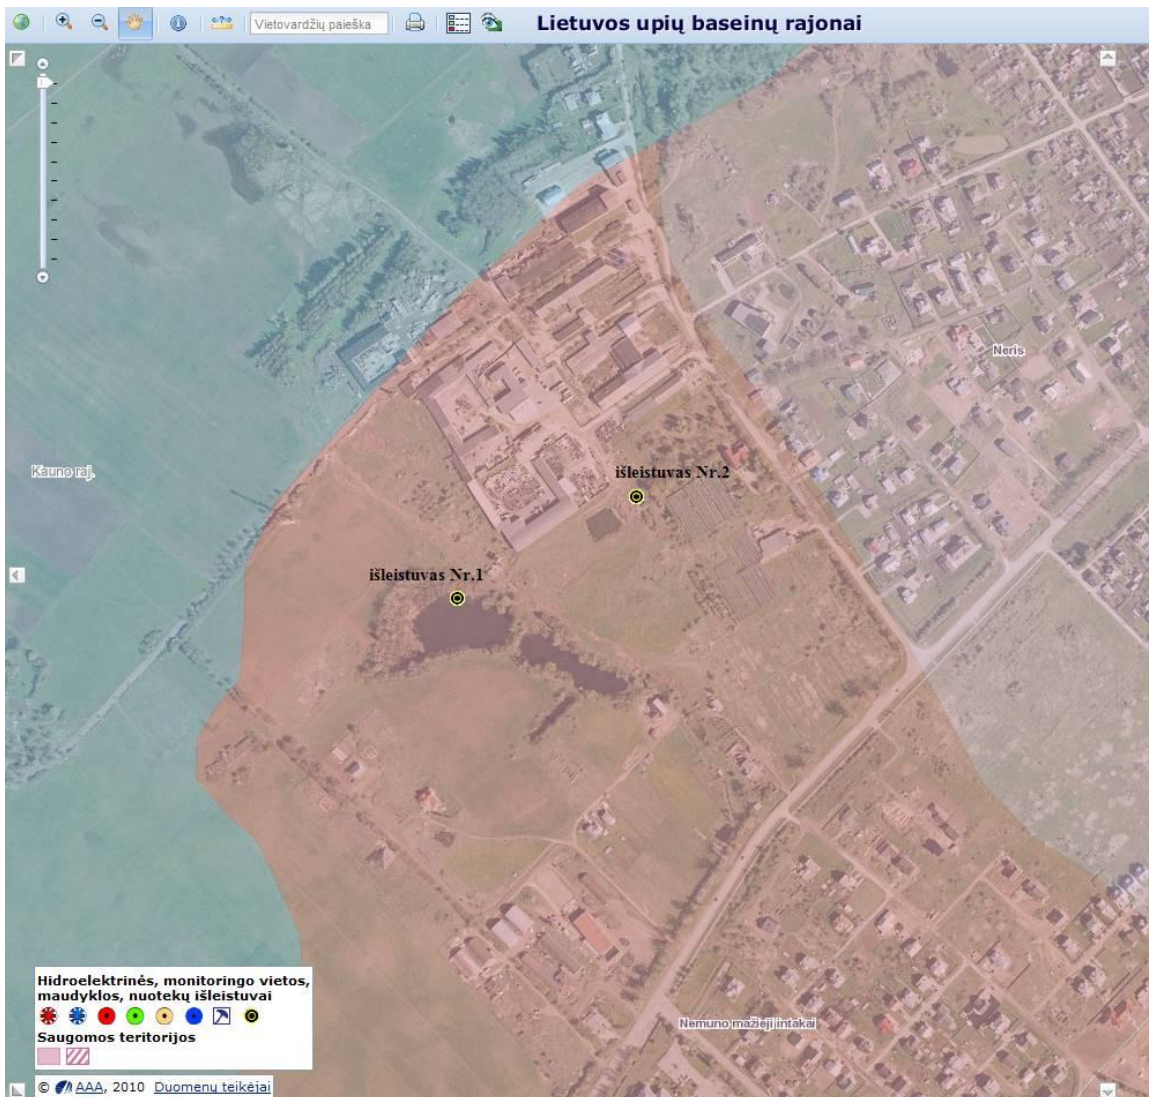 Vietovardžių paieška
Lietuvos upių baseinų rajonai
Neris
Kauno raj.
išleistuvas Nr.2
išleistuvas Nr.1
Hidroelektrinės, monitoringo vietos,
maudyklos, nuotekų išleistuvai
Saugomos teritorijos
Nemuno mažieji intakai
© AAA, 2010 Duomenų teikėjai